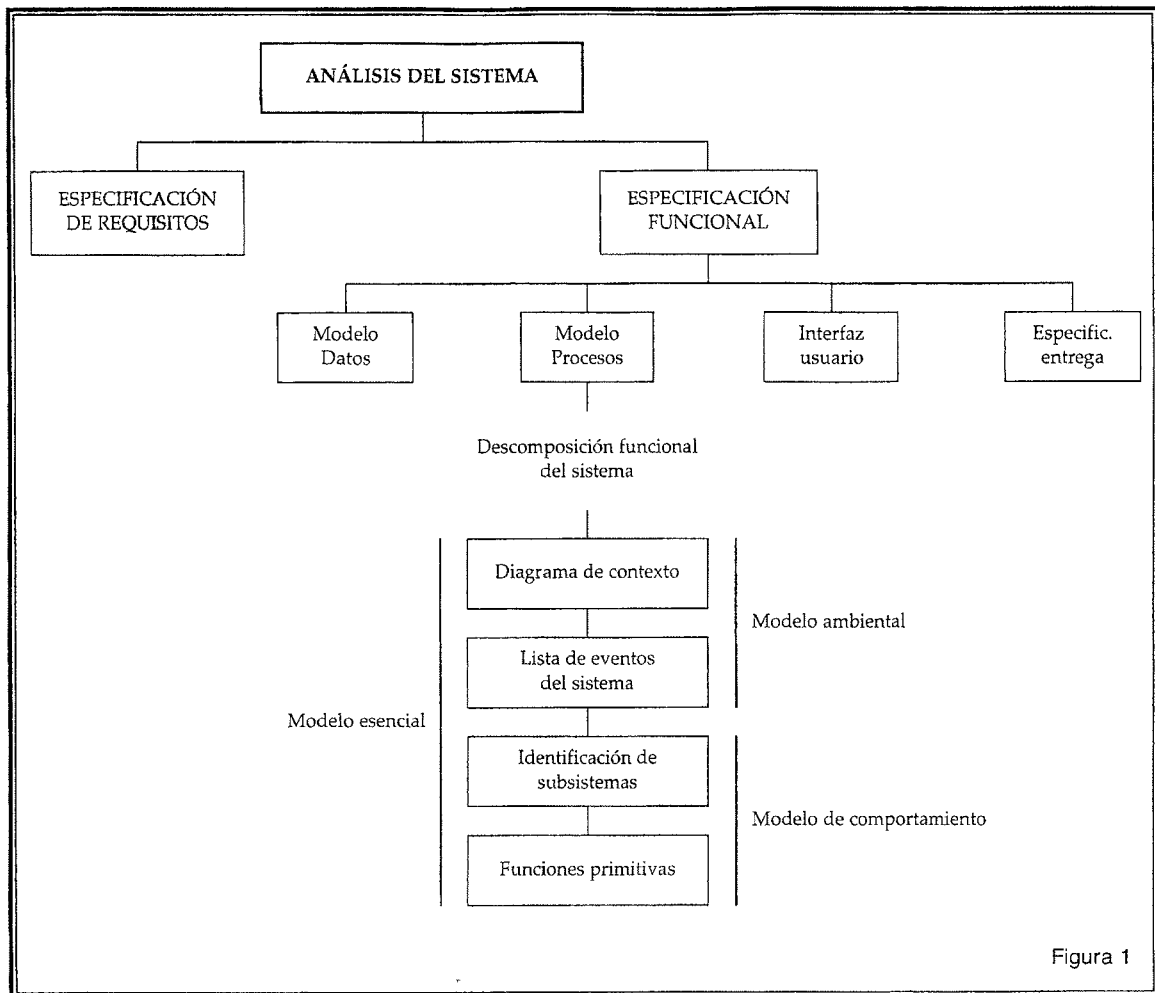 ANÁLISIS DEL SISTEMA
ESPECIFICACIÓN
DE REQUISITOS
ESPECIFICACIÓN
FUNCIONAL
Modelo
Datos
Modelo
Procesos
Interfaz
usuario
Especific.
entrega
Descomposición funcional
del sistema
Diagrama de contexto
Modelo ambiental
Lista de eventos
del sistema
Modelo esencial
Identificación de
subsistemas
Modelo de comportamiento
Funciones primitivas
Figura 1